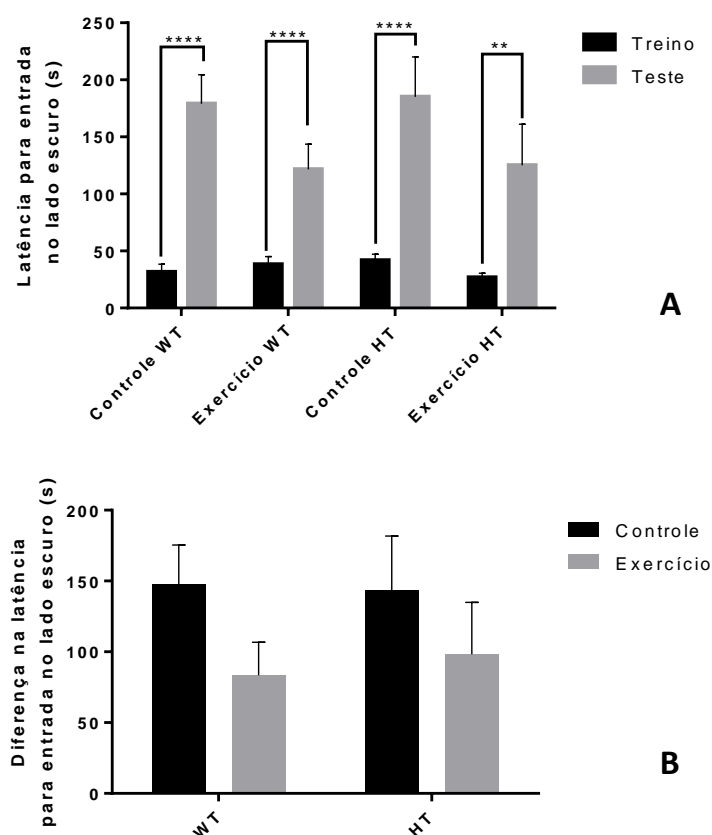 250
200
150
100
50
0
Latência para entrada
no lado escuro (s)
****
****
****
**
Treino
Teste
Controle WT
Exercício WT
Controle HT
Exercício HT
A
200
150
100
50
0
Diferença na latência
para entrada no lado escuro (s)
Controle
Exercício
WT
HT
B